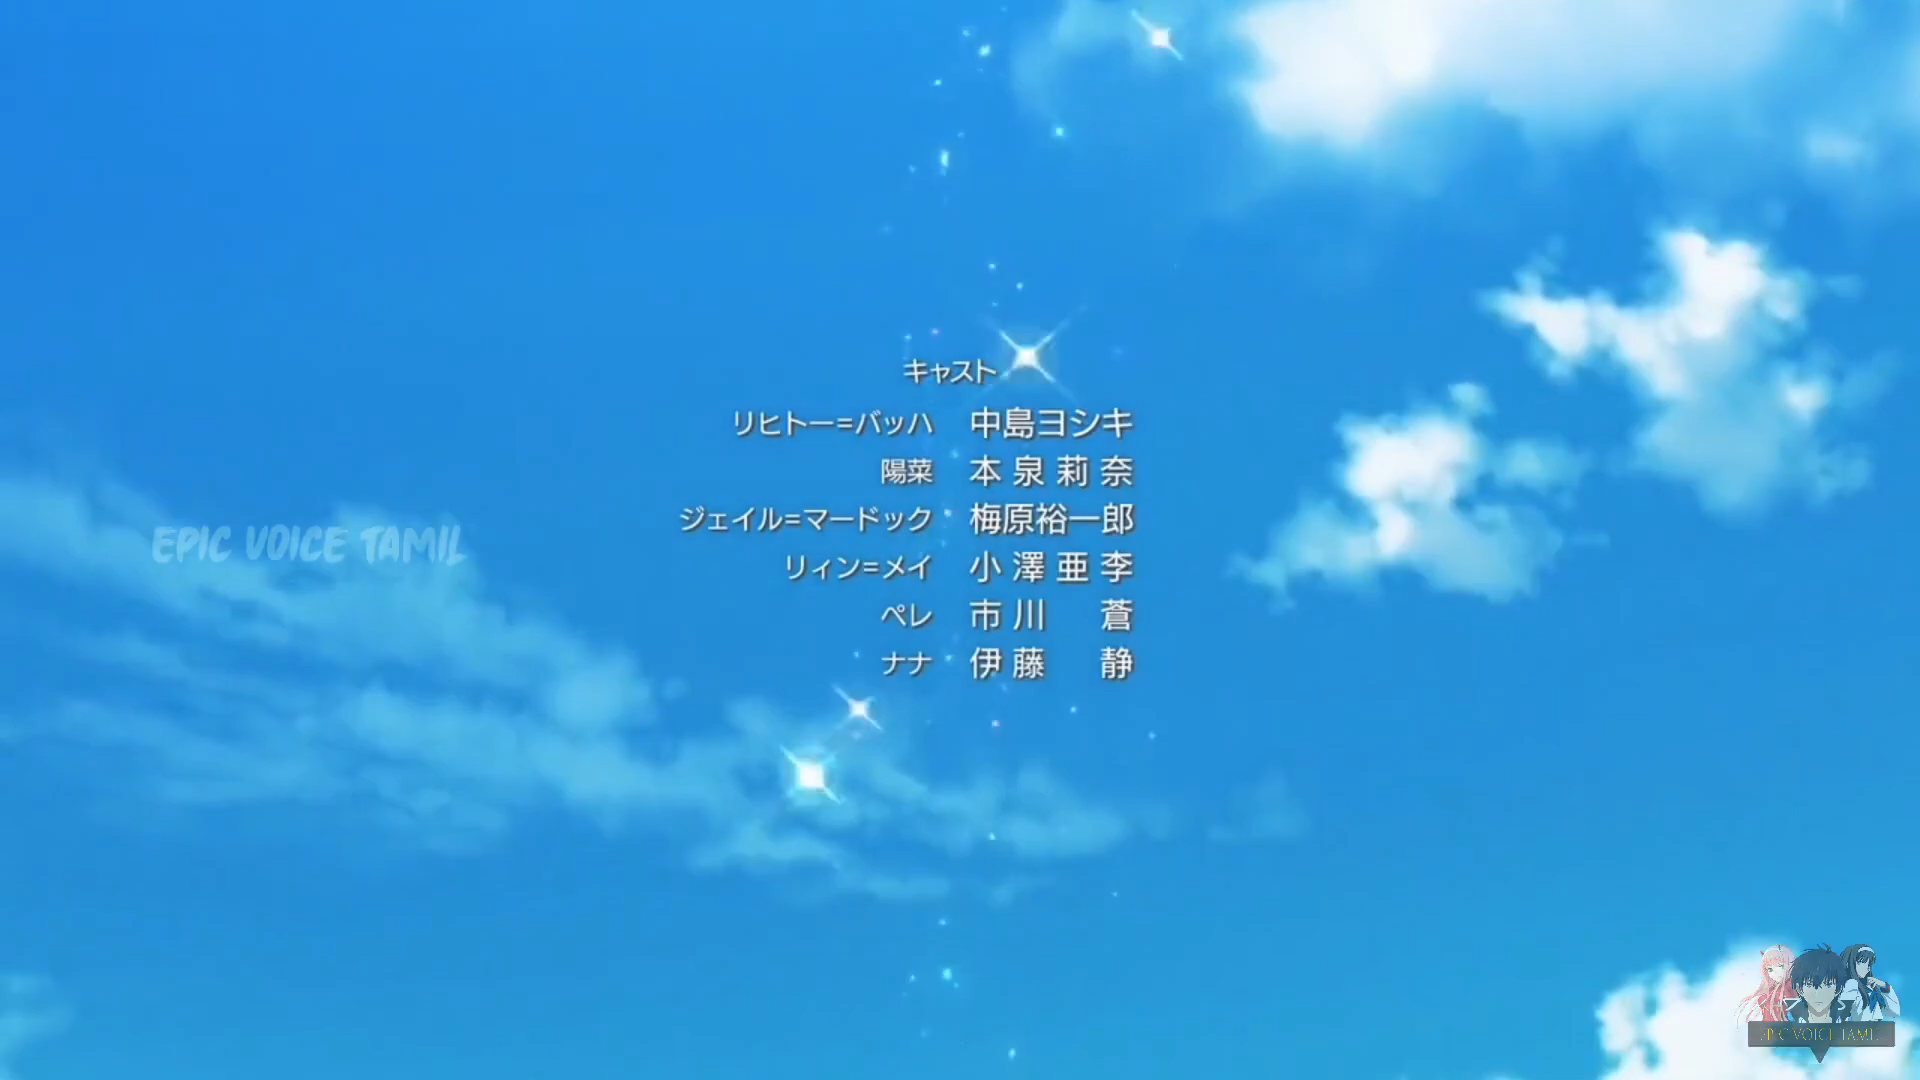 キャスト
リヒトー=バッハ 中島ヨシキ
陽菜 本泉莉奈
ジェイル=マードック 梅原裕一郎
リィン=メイ 小澤亜李
ペレ 市川 蒼
ナナ 伊藤 静
EPIC VOICE TAMIL
EPIC VOICE TAMIL